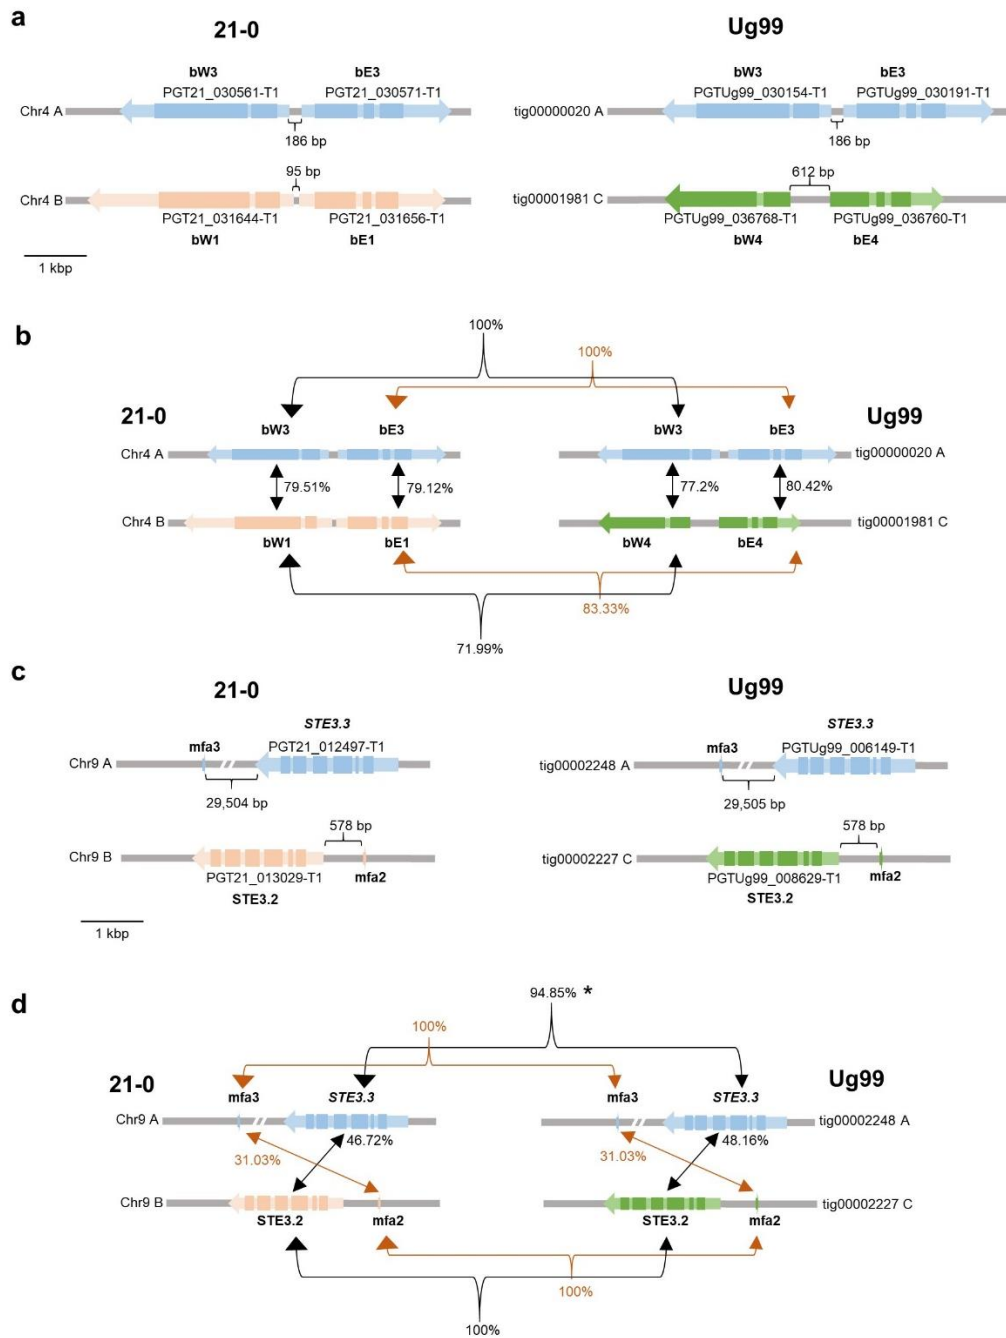 a
21-0
Ug99
bW3 bE3
PGT21_030561-T1 PGT21_030571-T1
Chr4 A
186 bp
bW3 bE3
PGTUg99_030154-T1 PGTUg99_030191-T1
tig00000020 A
186 bp
95 bp
Chr4 B
PGT21_031644-T1 PGT21_031656-T1
bW1 bE1
612 bp
tig00001981 C
PGTUg99_036768-T1 PGTUg99_036760-T1
bW4 bE4
1 kbp
b
100%
100%
21-0
Ug99
bW3 bE3 bW3 bE3
Chr4 A
tig00000020 A
79.51% 79.12% 77.2% 80.42%
Chr4 B
tig00001981 C
bW1 bE1 bW4 bE4
83.33%
71.99%
c
21-0
Ug99
STE3.3
mfa3 PGT21_012497-T1
Chr9 A
29,504 bp
STE3.3
mfa3 PGTUg99_006149-T1
tig00002248 A
29,505 bp
578 bp
Chr9 B
PGT21_013029-T1 mfa2
STE3.2
578 bp
tig00002227 C
PGTUg99_008629-T1 mfa2
STE3.2
1 kbp
d
94.85% *
100%
21-0
Ug99
mfa3 STE3.3 mfa3 STE3.3
Chr9 A
tig00002248 A
31.03% 46.72% 31.03% 48.16%
Chr9 B
tig00002227 C
STE3.2 mfa2 STE3.2 mfa2
100%
100%